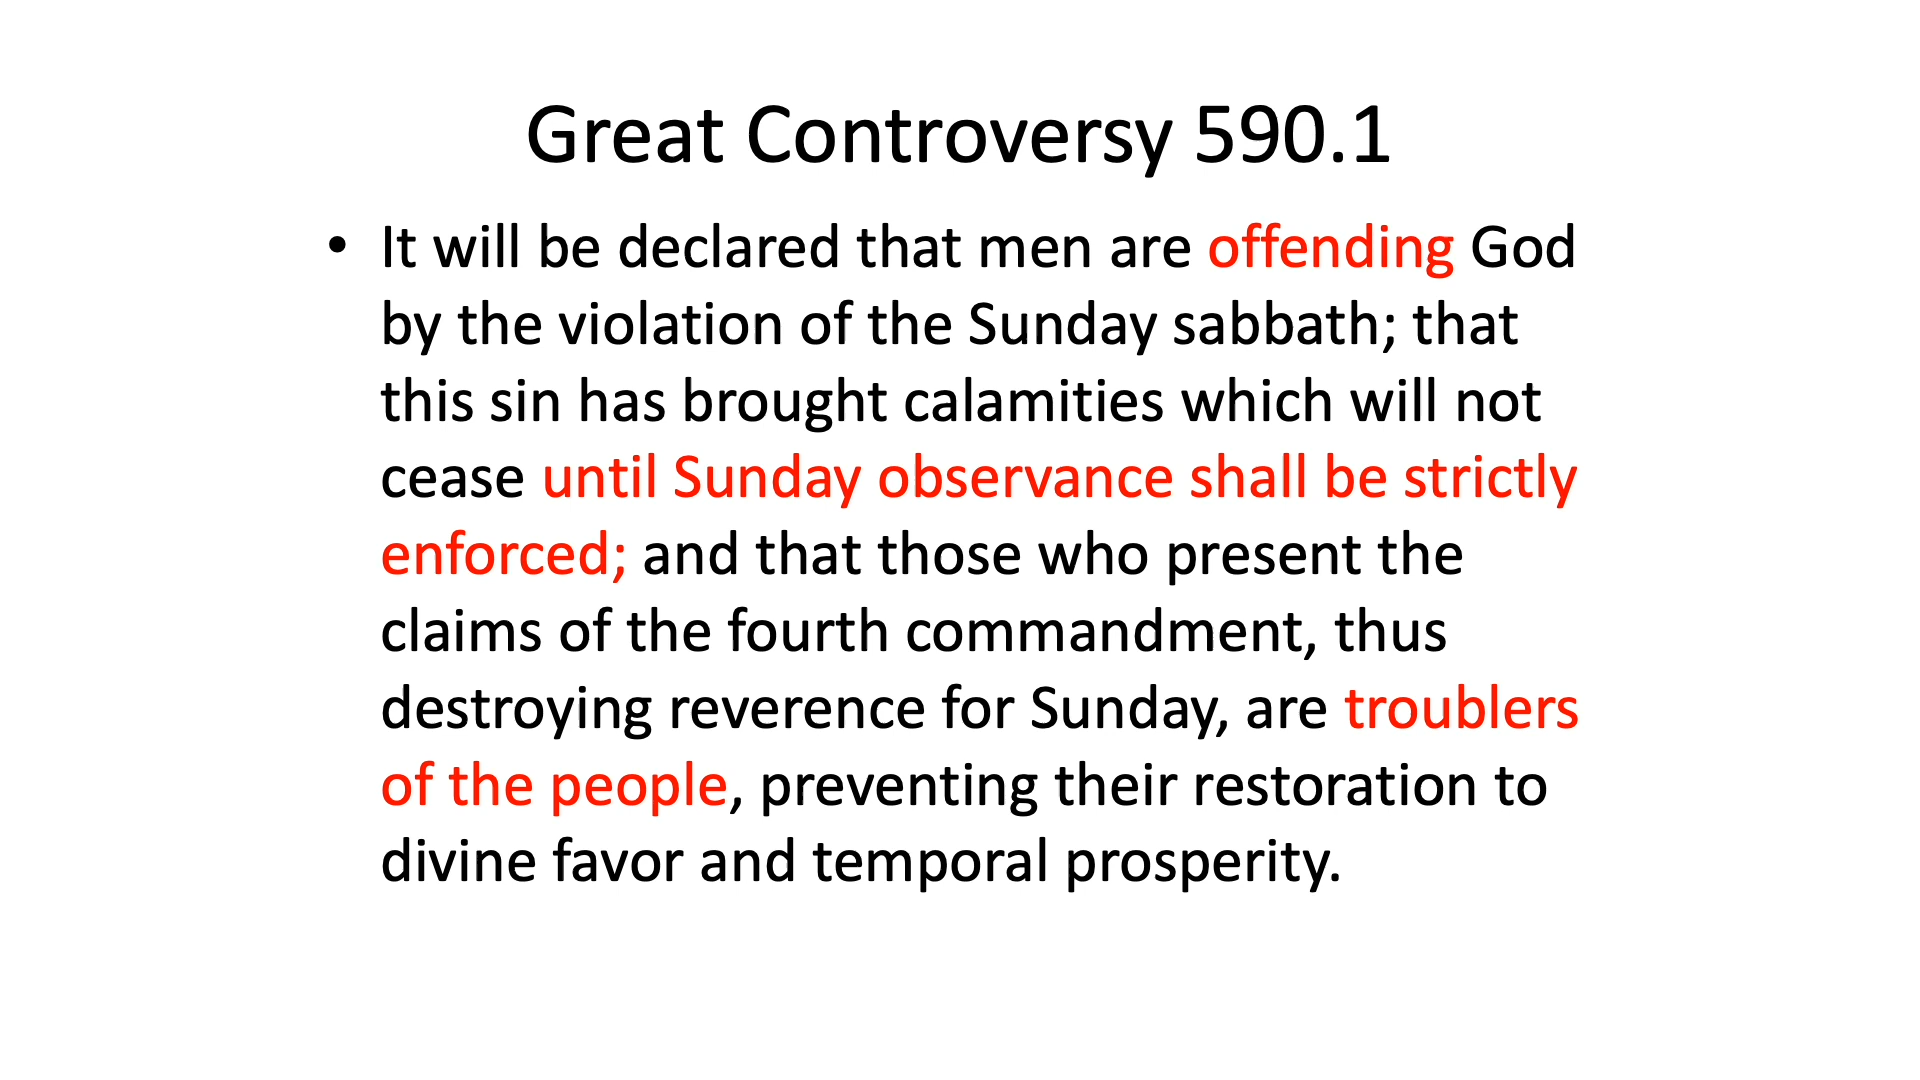 Great Controversy 590.1
• It will be declared that men are offending God
by the violation of the Sunday sabbath; that
this sin has brought calamities which will not
cease until Sunday observance shall be strictly
enforced; and that those who present the
claims of the fourth commandment, thus
destroying reverence for Sunday, are troublers
of the people, preventing their restoration to
divine favor and temporal prosperity.